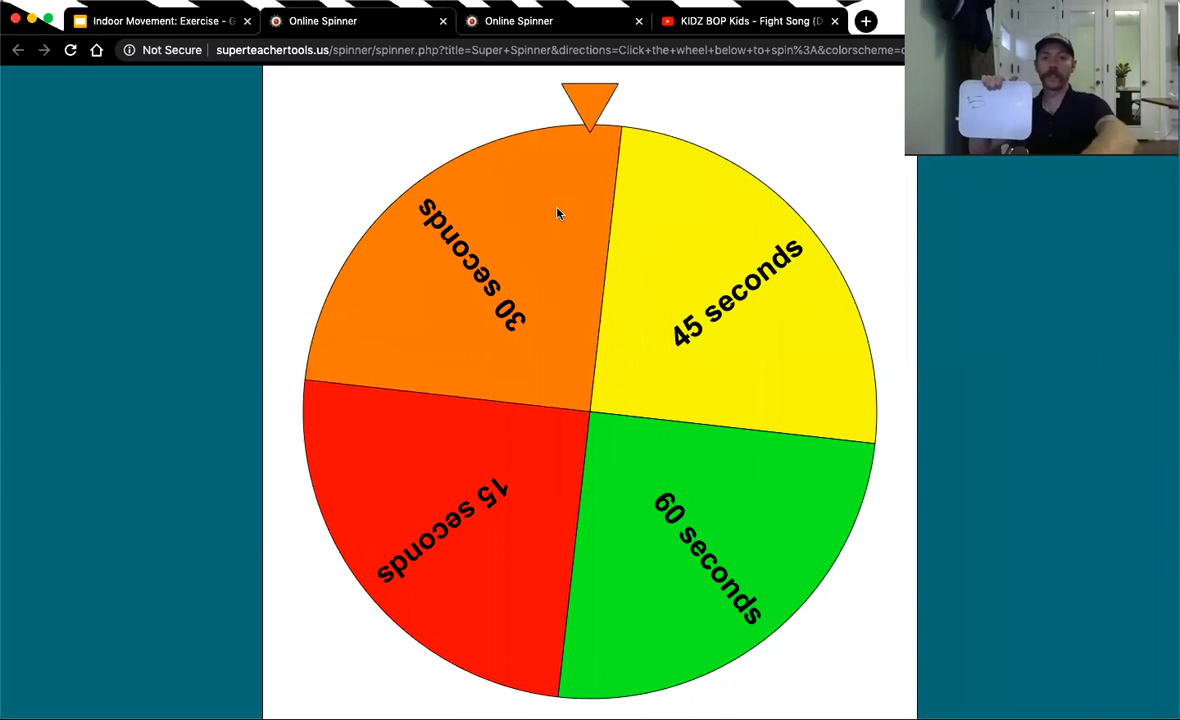 Indoor Movement: Exercise - G
Online Spinner
Online Spinner
KIDZ BOP Kids - Fight Song (D
Not Secure
superteachertools.us/spinner/spinner.php?title=Super+Spinner&directions=Click+the+wheel+below+to+spin%3A&colorscheme=
30 seconds
45 seconds
15 seconds
60 seconds